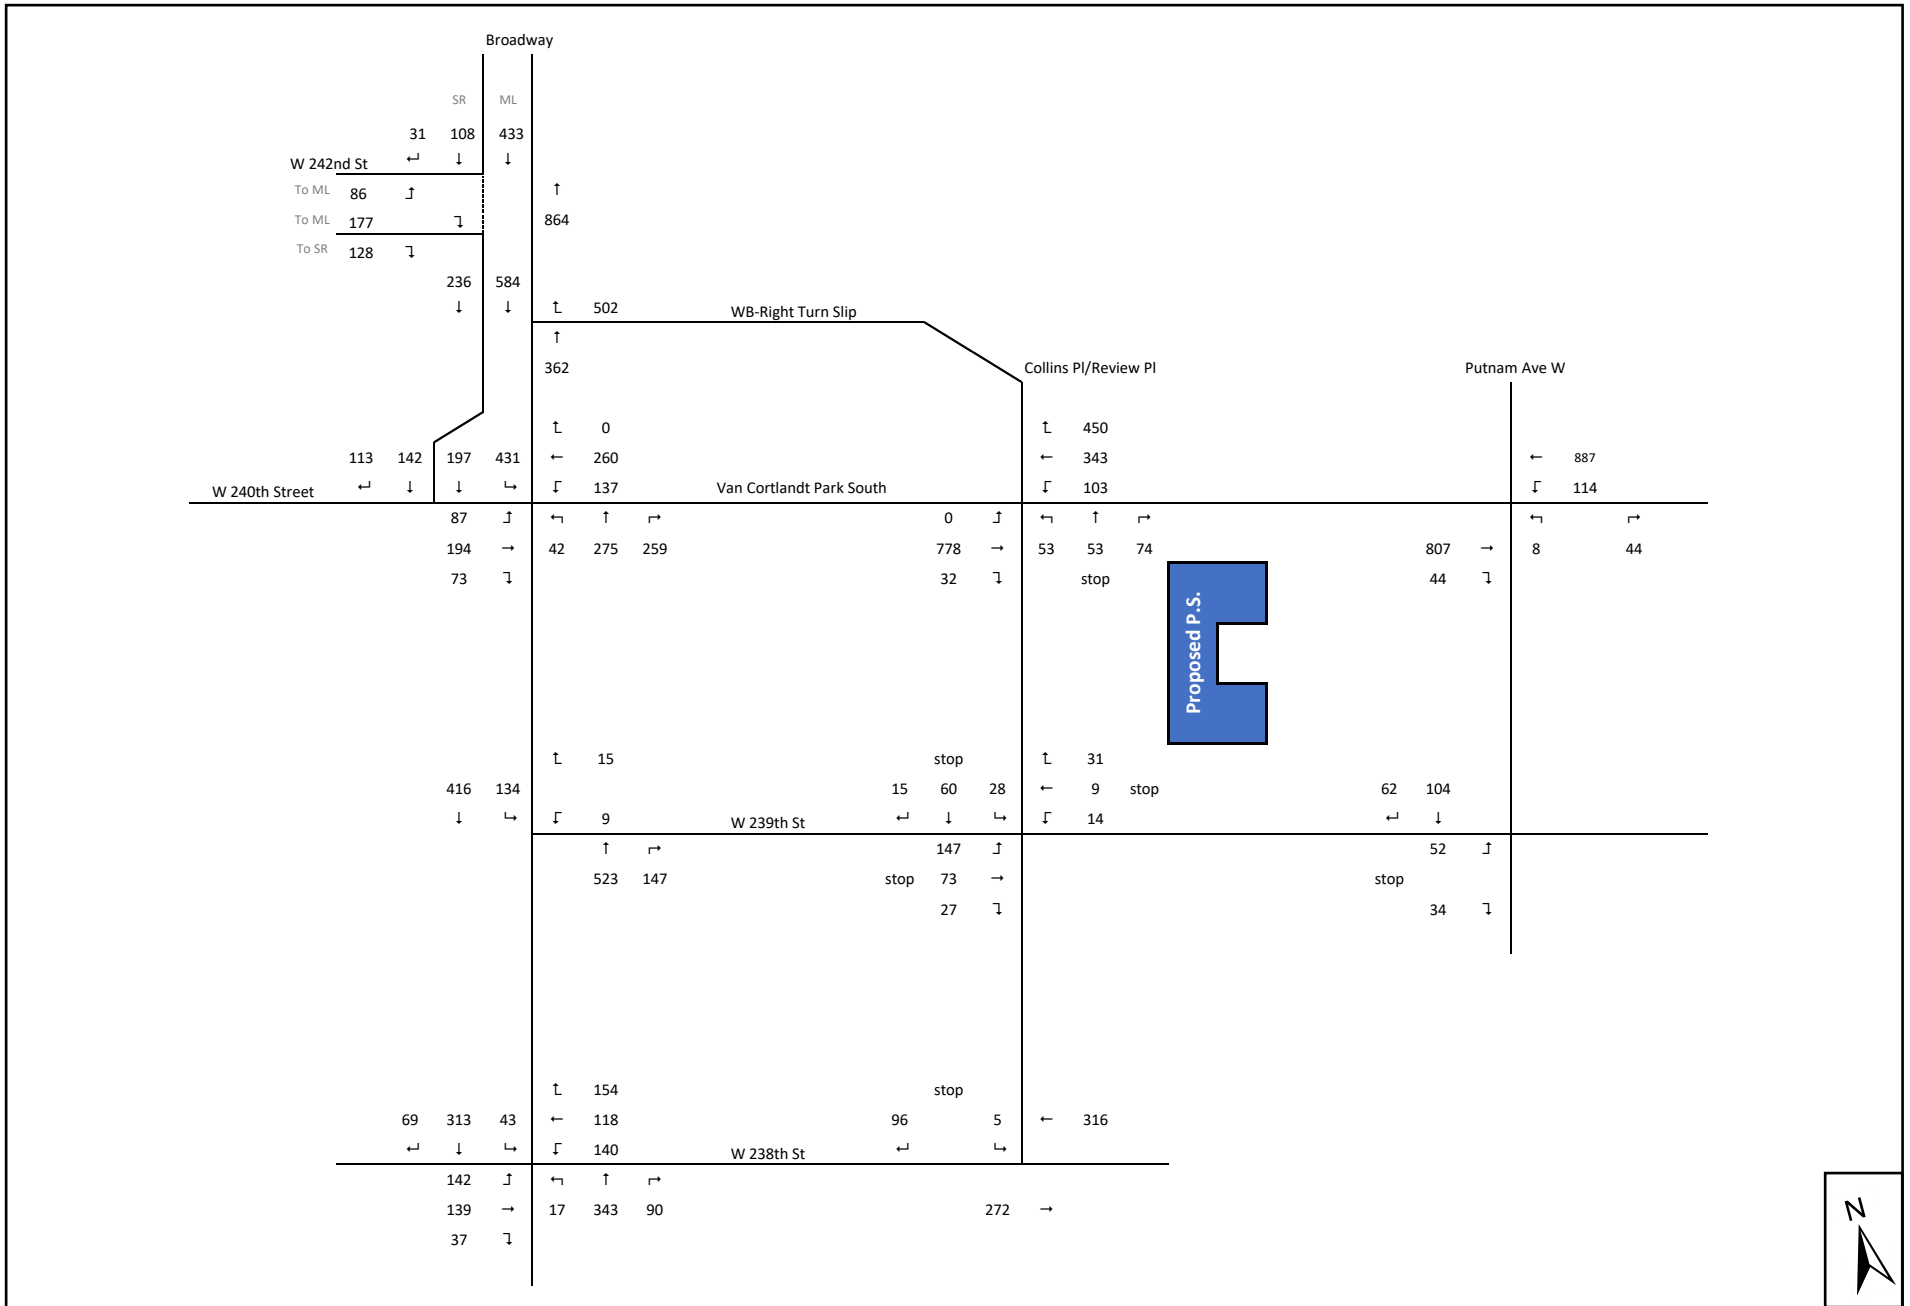 Broadway
SR ML
31 108 433
W 242nd St ↵ ↓ ↓
To ML 86 ↑
To ML 177 864
To SR 128
236 584
↓ ↓ 502 WB-Right Turn Slip
↑
362 Collins Pl/Review Pl Putnam Ave W
0 450
113 142 197 431 ← 260 ← 343 ← 887
W 240th Street 137 Van Cortlandt Park South 103 114
87 0
194 → 42 275 259 778 → 53 53 74 807 → 8 44
73 32 stop 44
Proposed P.S.
15 stop 31
416 134 15 60 28 ← 9 stop 62 104
9 W 239th St 14
147 52
523 147 stop 73 → stop
27 34
154 stop
69 313 43 ← 118 96 5 ← 316
140 W 238th St
142
139 → 17 343 90 272 →
37
N